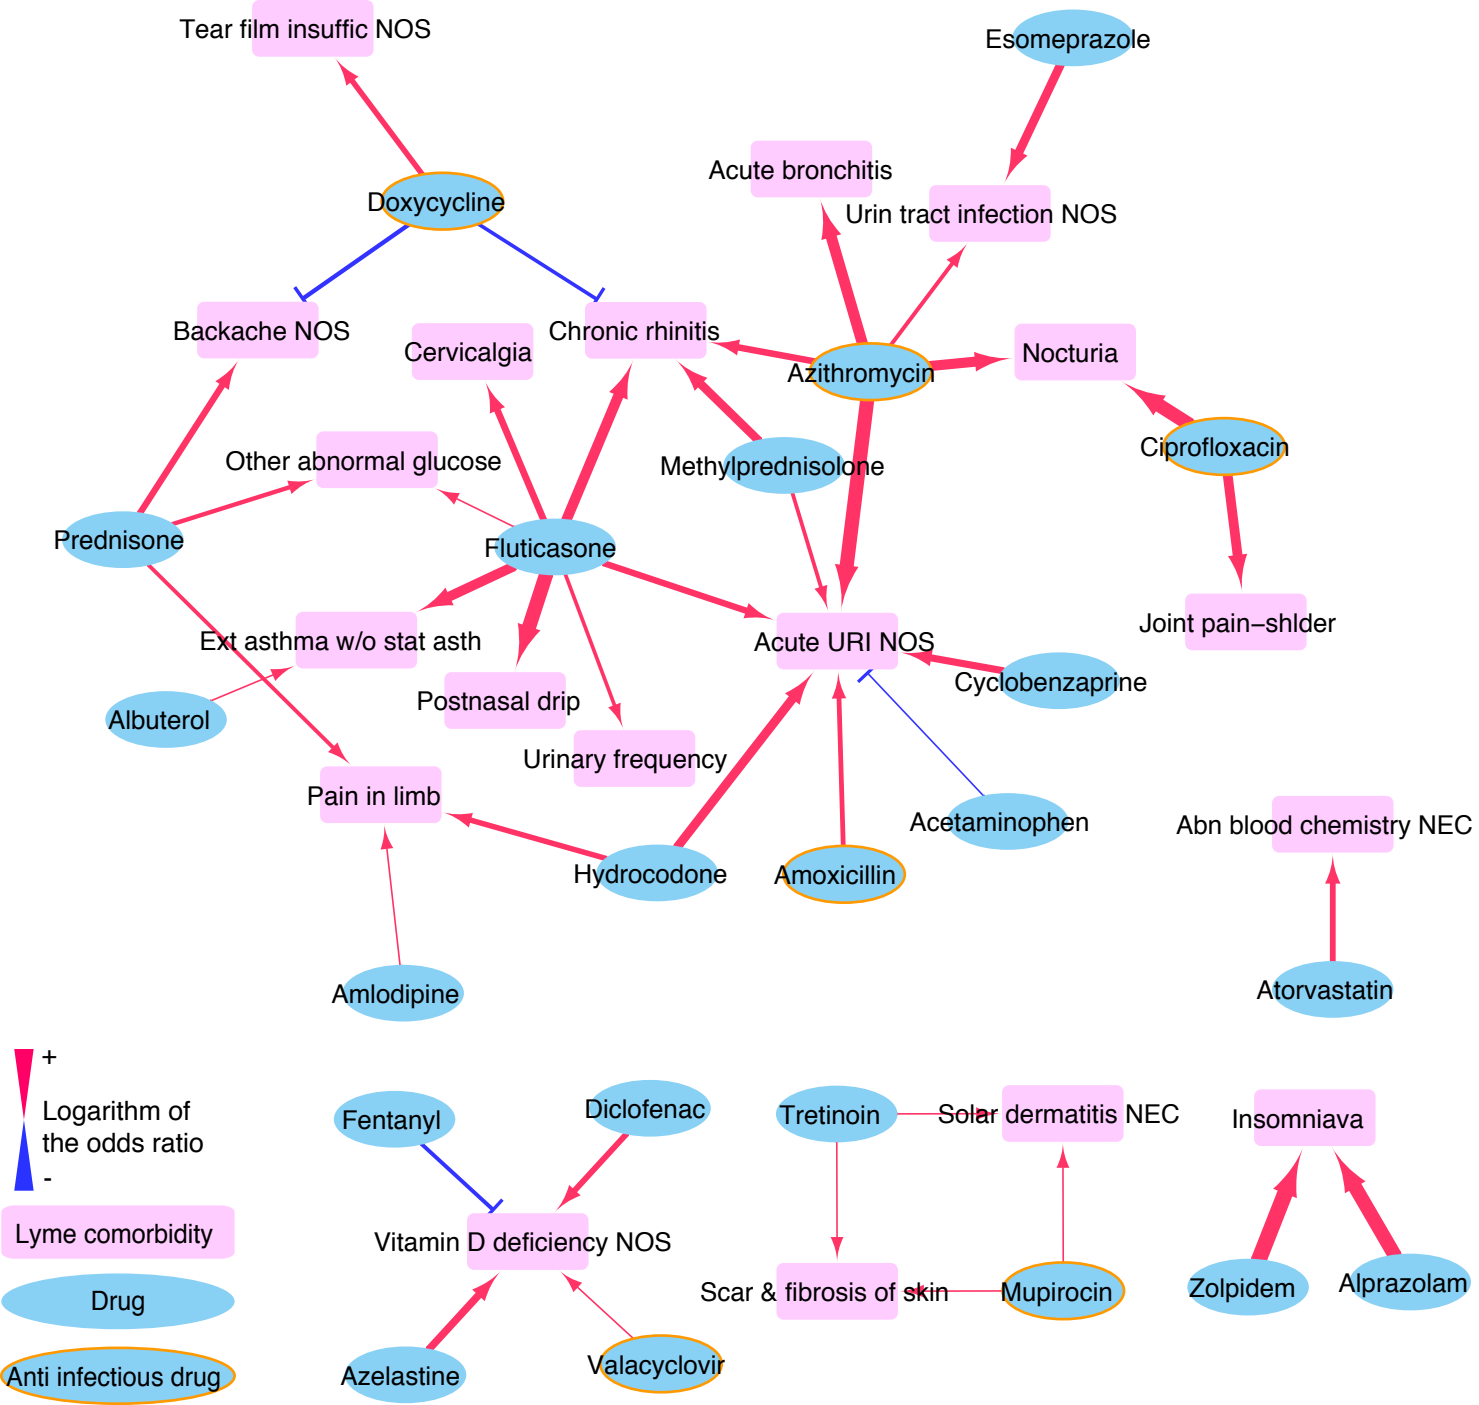 Tear film insuffic NOS
Esomeprazole
Acute bronchitis
Doxycycline
Urin tract infection NOS
Backache NOS
Chronic rhinitis
Cervicalgia
Nocturia
Azithromycin
Ciprofloxacin
Other abnormal glucose
Methylprednisolone
Prednisone
Fluticasone
Joint pain–shlder
Ext asthma w/o stat asth
Acute URI NOS
Cyclobenzaprine
Postnasal drip
Albuterol
Urinary frequency
Pain in limb
Acetaminophen
Abn blood chemistry NEC
Hydrocodone
Amoxicillin
Amlodipine
Atorvastatin
+
Logarithm of
the odds ratio
-
Lyme comorbidity
Drug
Anti infectious drug
Fentanyl
Diclofenac
Vitamin D deficiency NOS
Azelastine
Valacyclovir
Tretinoin
Solar dermatitis NEC
Scar & fibrosis of skin
Mupirocin
Insomniava
Zolpidem
Alprazolam